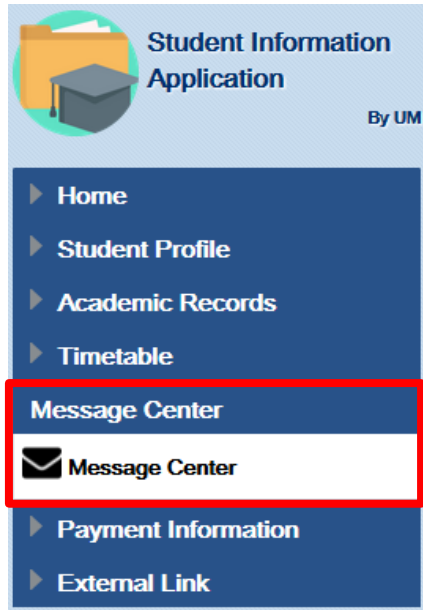 Student Information
Application
By UM
Home
Student Profile
Academic Records
Timetable
Message Center
Message Center
Payment Information
External Link